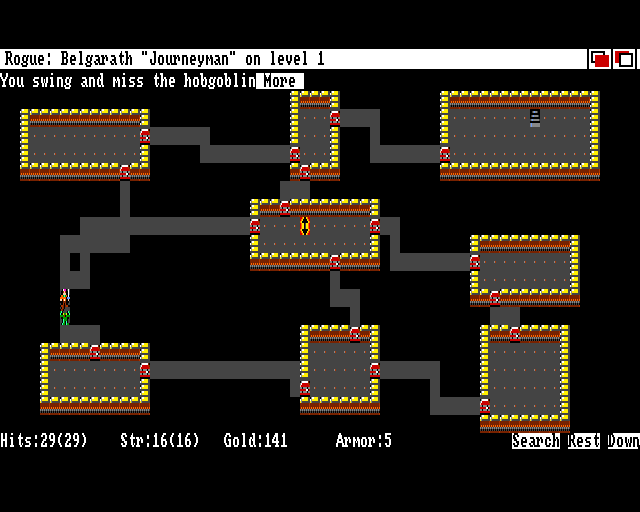 Rogue: Belgarath "Journeyman" on level 1
You swing and miss the hobgoblin More
Hits:29(29) Str:16(16) Gold:141 Armor:5 Search Rest Down